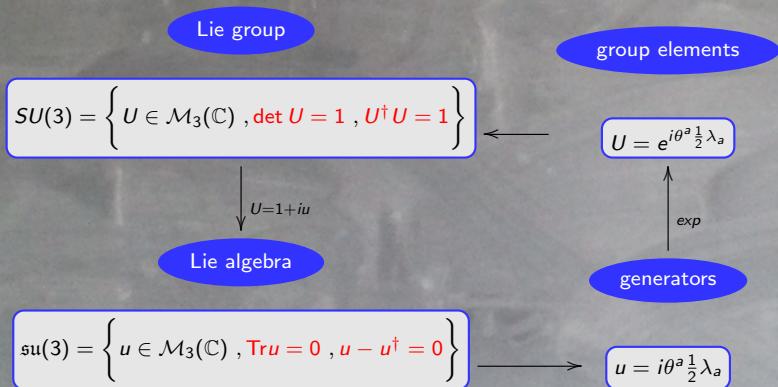 Lie group
group elements
SU(3) = { U ∈ ℳ₃(ℂ) , det U = 1 , U†U = 1 }
U = e^{iθ^a ½ λ_a}
U=1+iu
exp
Lie algebra
generators
𝔰𝔲(3) = { u ∈ ℳ₃(ℂ) , Tr u = 0 , u − u† = 0 }
u = iθ^a ½ λ_a